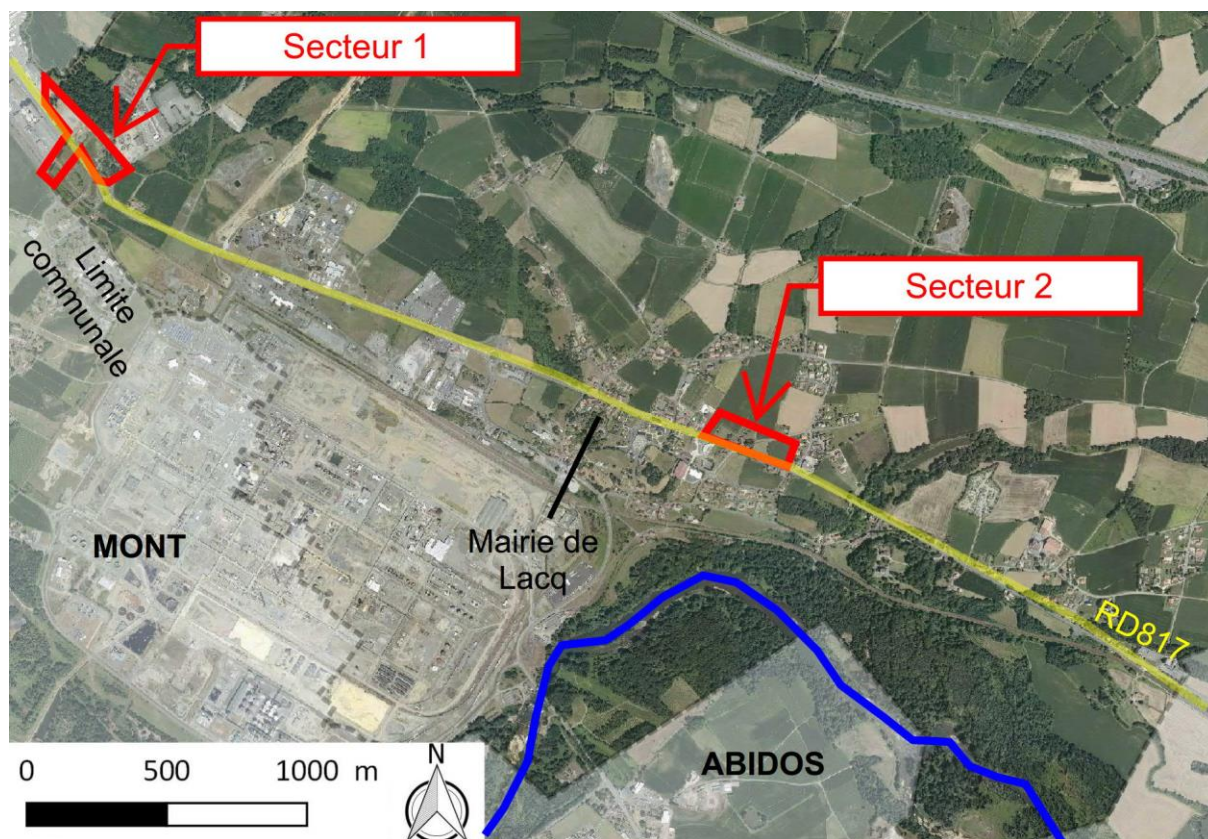 Secteur 1
Limite
communale
Secteur 2
MONT
Mairie de
Lacq
RD817
ABIDOS
0 500 1000 m
N